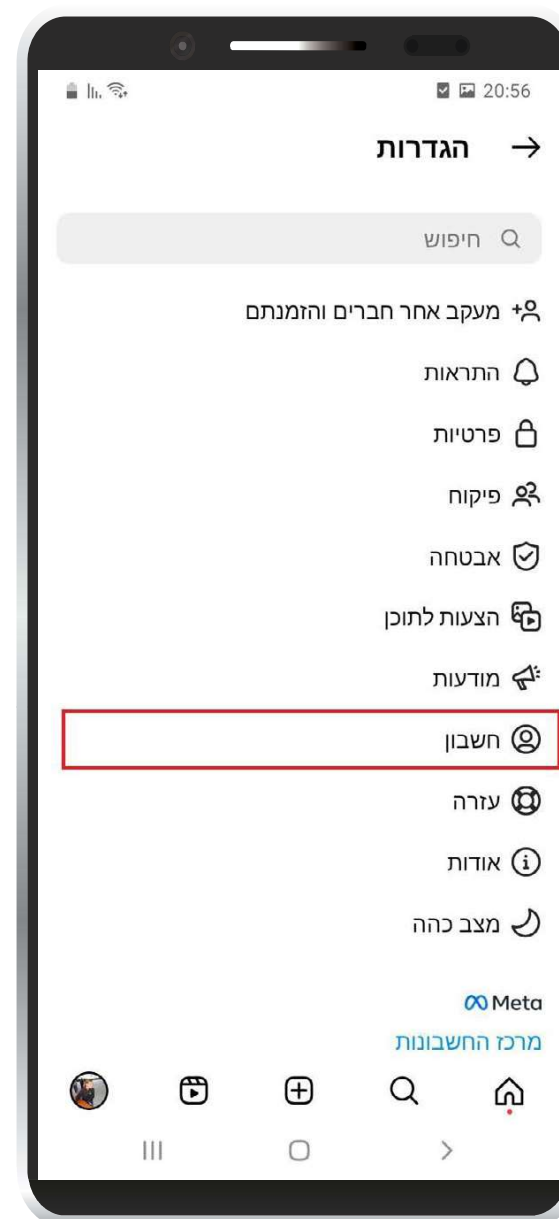 20:56
הגדרות
חיפוש
מעקב אחר חברים והזמנתם
התראות
פרטיות
פיקוח
אבטחה
הצעות לתוכן
מודעות
חשבון
עזרה
אודות
מצב כהה
Meta
מרכז החשבונות